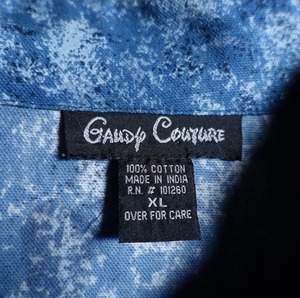 Gaudy Couture
100% COTTON
MADE IN INDIA
R.N. # 101260
XL
OVER FOR CARE